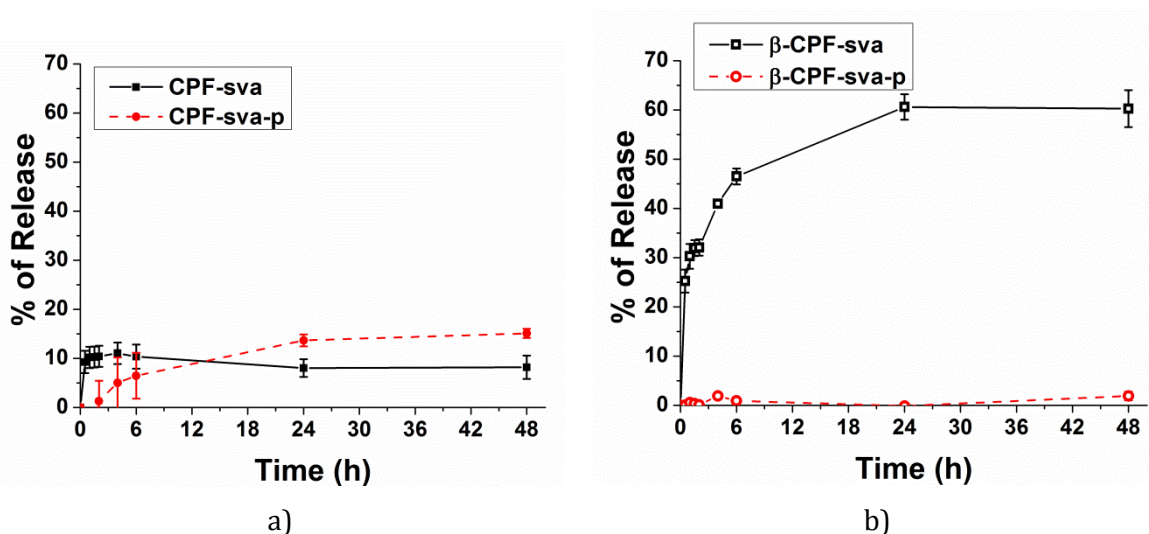 70
60
50
40
30
20
10
0
% of Release
CPF-sva
CPF-sva-p
0 6 12 18 24 30 36 42 48
Time (h)
a)
70
60
50
40
30
20
10
0
% of Release
β-CPF-sva
β-CPF-sva-p
0 6 12 18 24 30 36 42 48
Time (h)
b)